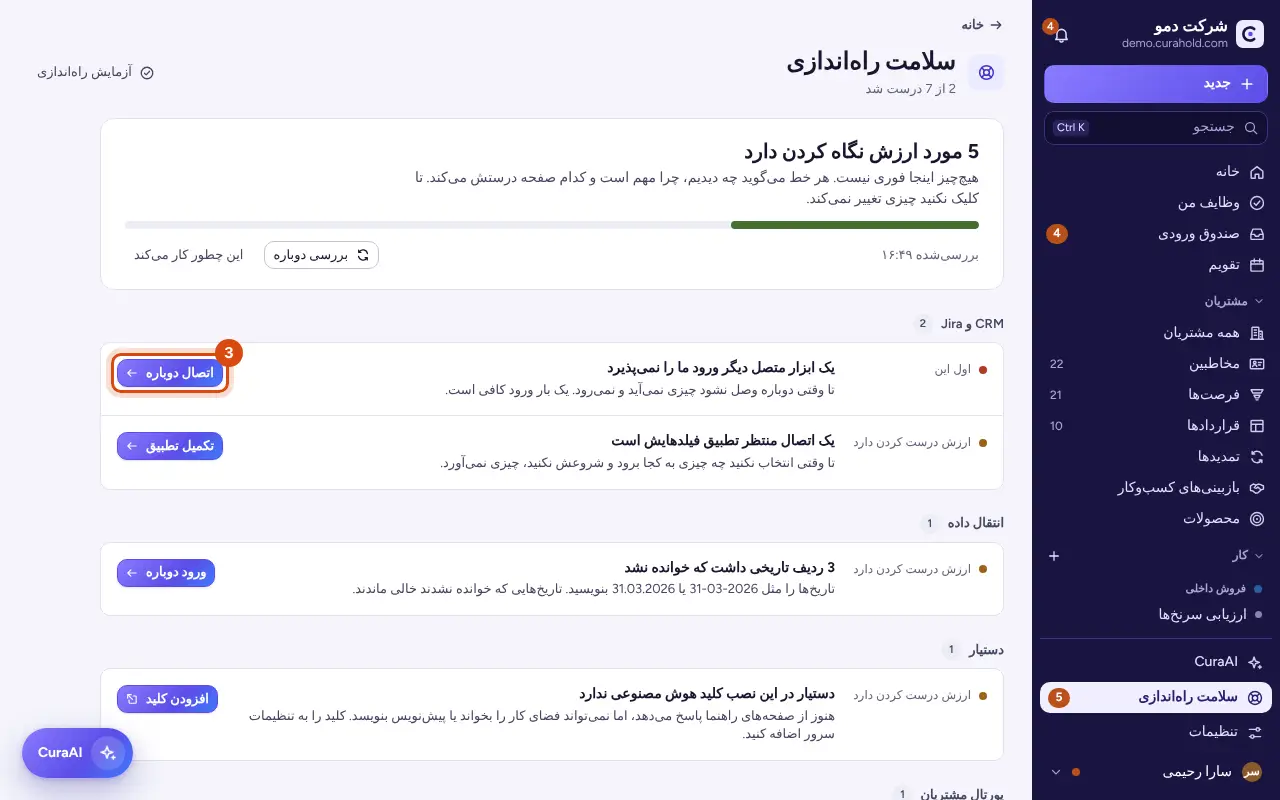 شرکت دمو
demo.curahold.com
4
جدید
جستجو
Ctrl K
خانه
وظایف من
صندوق ورودی
4
تقویم
مشتریان
همه مشتریان
مخاطبین
22
فرصت‌ها
21
قراردادها
10
تمدیدها
بازبینی‌های کسب‌وکار
محصولات
کار
فروش داخلی
ارزیابی سرنخ‌ها
CuraAI
سلامت راه‌اندازی
5
تنظیمات
سر
سارا رحیمی
خانه
سلامت راه‌اندازی
2 از 7 درست شد
آزمایش راه‌اندازی
5 مورد ارزش نگاه کردن دارد
هیچ‌چیز اینجا فوری نیست. هر خط می‌گوید چه دیدیم، چرا مهم است و کدام صفحه درستش می‌کند. تا
کلیک نکنید چیزی تغییر نمی‌کند.
بررسی‌شده ۱۶:۴۹
بررسی دوباره
این چطور کار می‌کند
CRM و Jira
2
اول این
یک ابزار متصل دیگر ورود ما را نمی‌پذیرد
تا وقتی دوباره وصل نشود چیزی نمی‌آید و نمی‌رود. یک بار ورود کافی است.
اتصال دوباره
3
ارزش درست کردن دارد
یک اتصال منتظر تطبیق فیلدهایش است
تا وقتی انتخاب نکنید چه چیزی به کجا برود و شروعش نکنید، چیزی نمی‌آورد.
تکمیل تطبیق
انتقال داده
1
ارزش درست کردن دارد
3 ردیف تاریخی داشت که خوانده نشد
تاریخ‌ها را مثل 2026-03-31 یا 31.03.2026 بنویسید. تاریخ‌هایی که خوانده نشدند خالی ماندند.
ورود دوباره
دستیار
1
ارزش درست کردن دارد
دستیار در این نصب کلید هوش مصنوعی ندارد
هنوز از صفحه‌های راهنما پاسخ می‌دهد، اما نمی‌تواند فضای کار را بخواند یا پیش‌نویس بنویسد. کلید را به تنظیمات
سرور اضافه کنید.
افزودن کلید
پورتال مشتریان
1
CuraAI